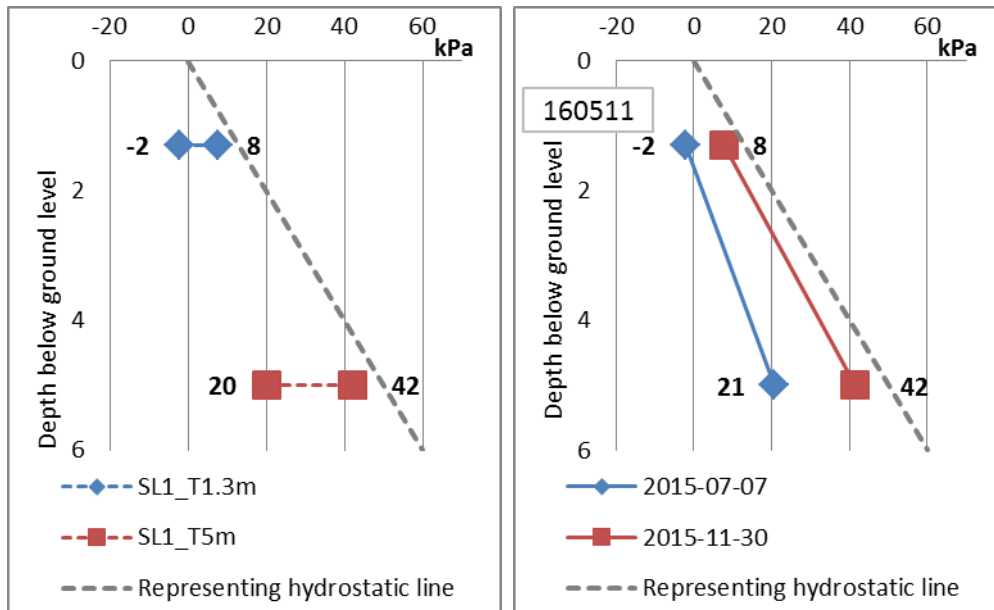 -20 0 20 40 60
kPa
0
2
4
6
Depth below ground level
-2 8
20 42
SL1_T1.3m
SL1_T5m
Representing hydrostatic line
-20 0 20 40 60
kPa
0
2
4
6
Depth below ground level
160511
-2 8
21 42
2015-07-07
2015-11-30
Representing hydrostatic line